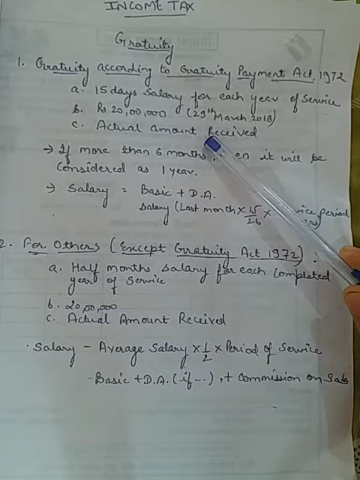 INCOME TAX
Gratuity
1. Gratuity according to Gratuity Payment Act, 1972
a. 15 days salary for each year of Service
b. Rs 20,00,000 (29th March 2018)
c. Actual amount Received
→ If more than 6 months, en it will be
considered as 1 year.
→ Salary = Basic + D.A.
Salary (Last month × 15/26 × ice period
2. For Others (Except Gratuity Act 1972) :
a. Half months salary for each completed
year of Service
b. 20,00,000
c. Actual Amount Received
. Salary - Average Salary × 1/2 × Period of Service
- Basic + D.A. (if --), + Commission on Sales